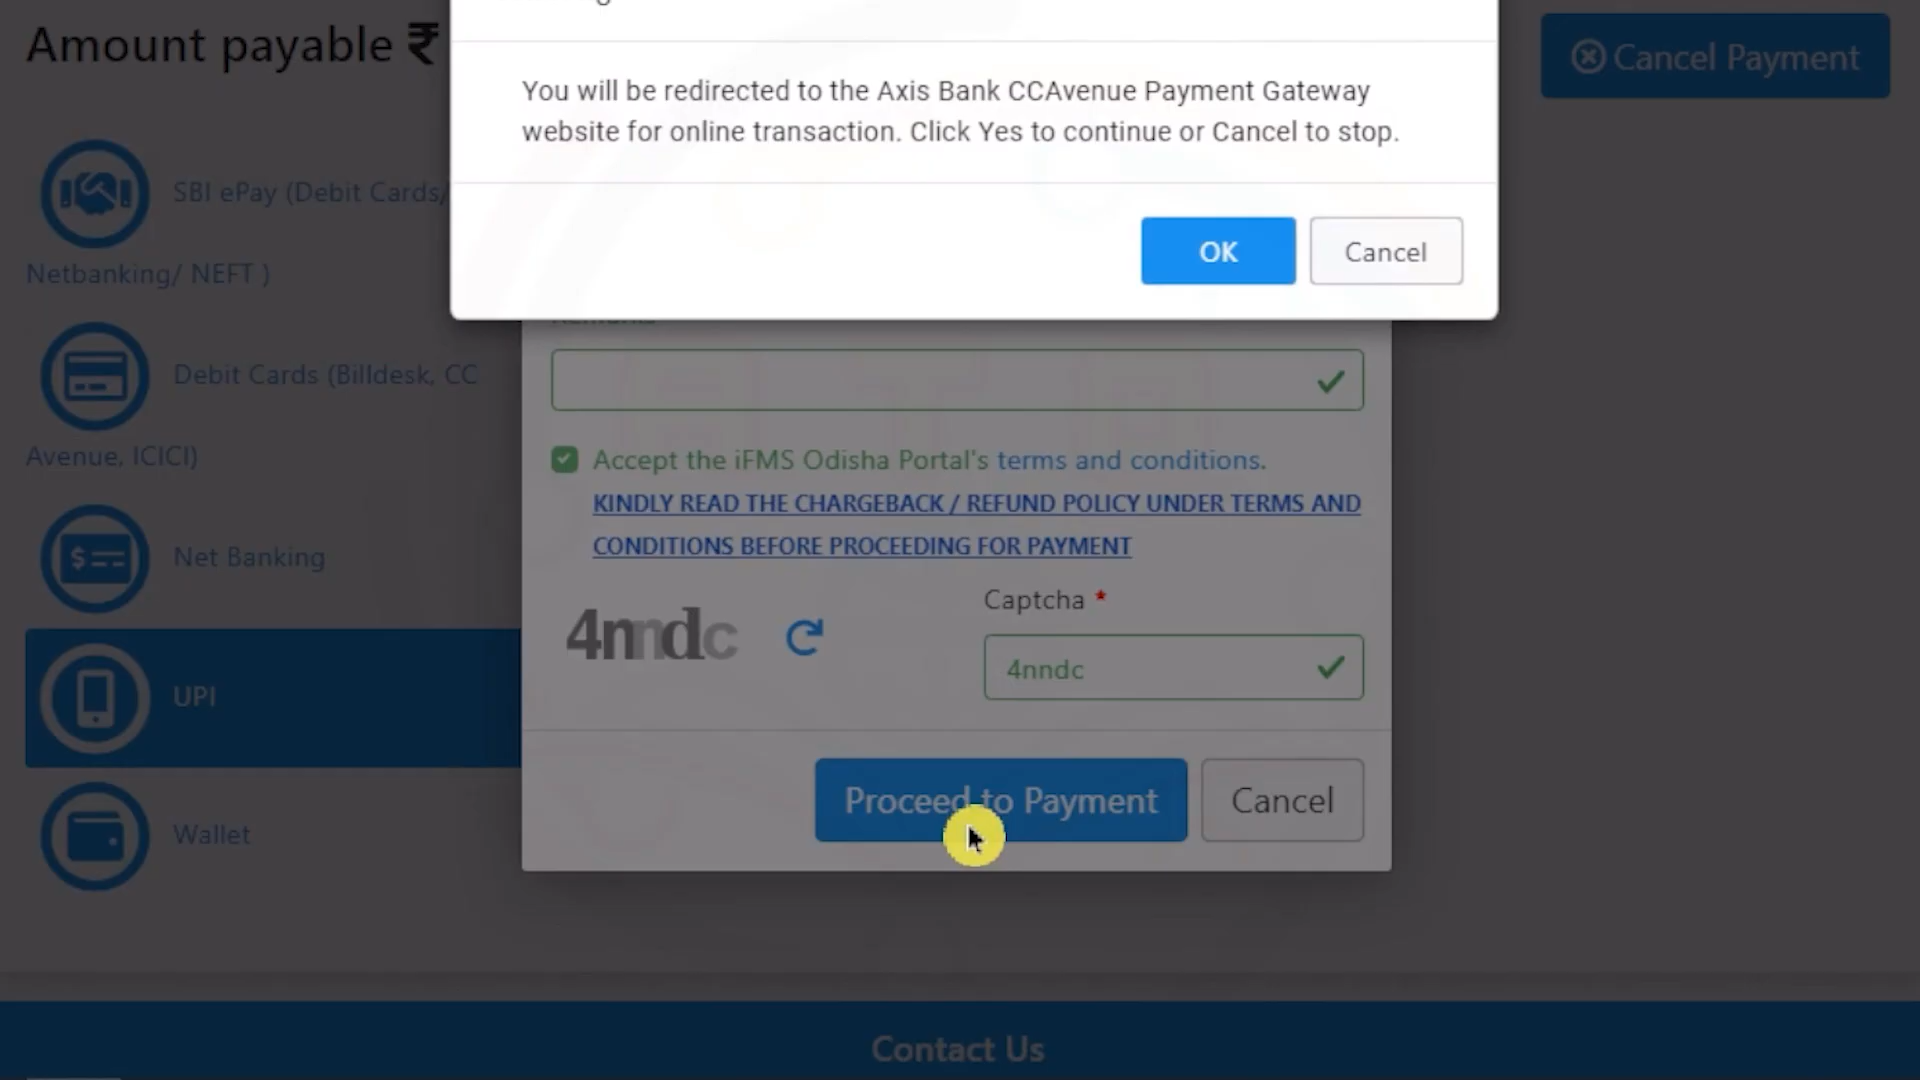 Amount payable ₹
Cancel Payment
You will be redirected to the Axis Bank CCAvenue Payment Gateway
website for online transaction. Click Yes to continue or Cancel to stop.
OK
Cancel
SBI ePay (Debit Cards/
Netbanking/ NEFT )
Debit Cards (Billdesk, CC
Avenue, ICICI)
Net Banking
UPI
Wallet
Accept the iFMS Odisha Portal's terms and conditions.
KINDLY READ THE CHARGEBACK / REFUND POLICY UNDER TERMS AND
CONDITIONS BEFORE PROCEEDING FOR PAYMENT
Captcha *
4nndc
4nndc
Proceed to Payment
Cancel
Contact Us